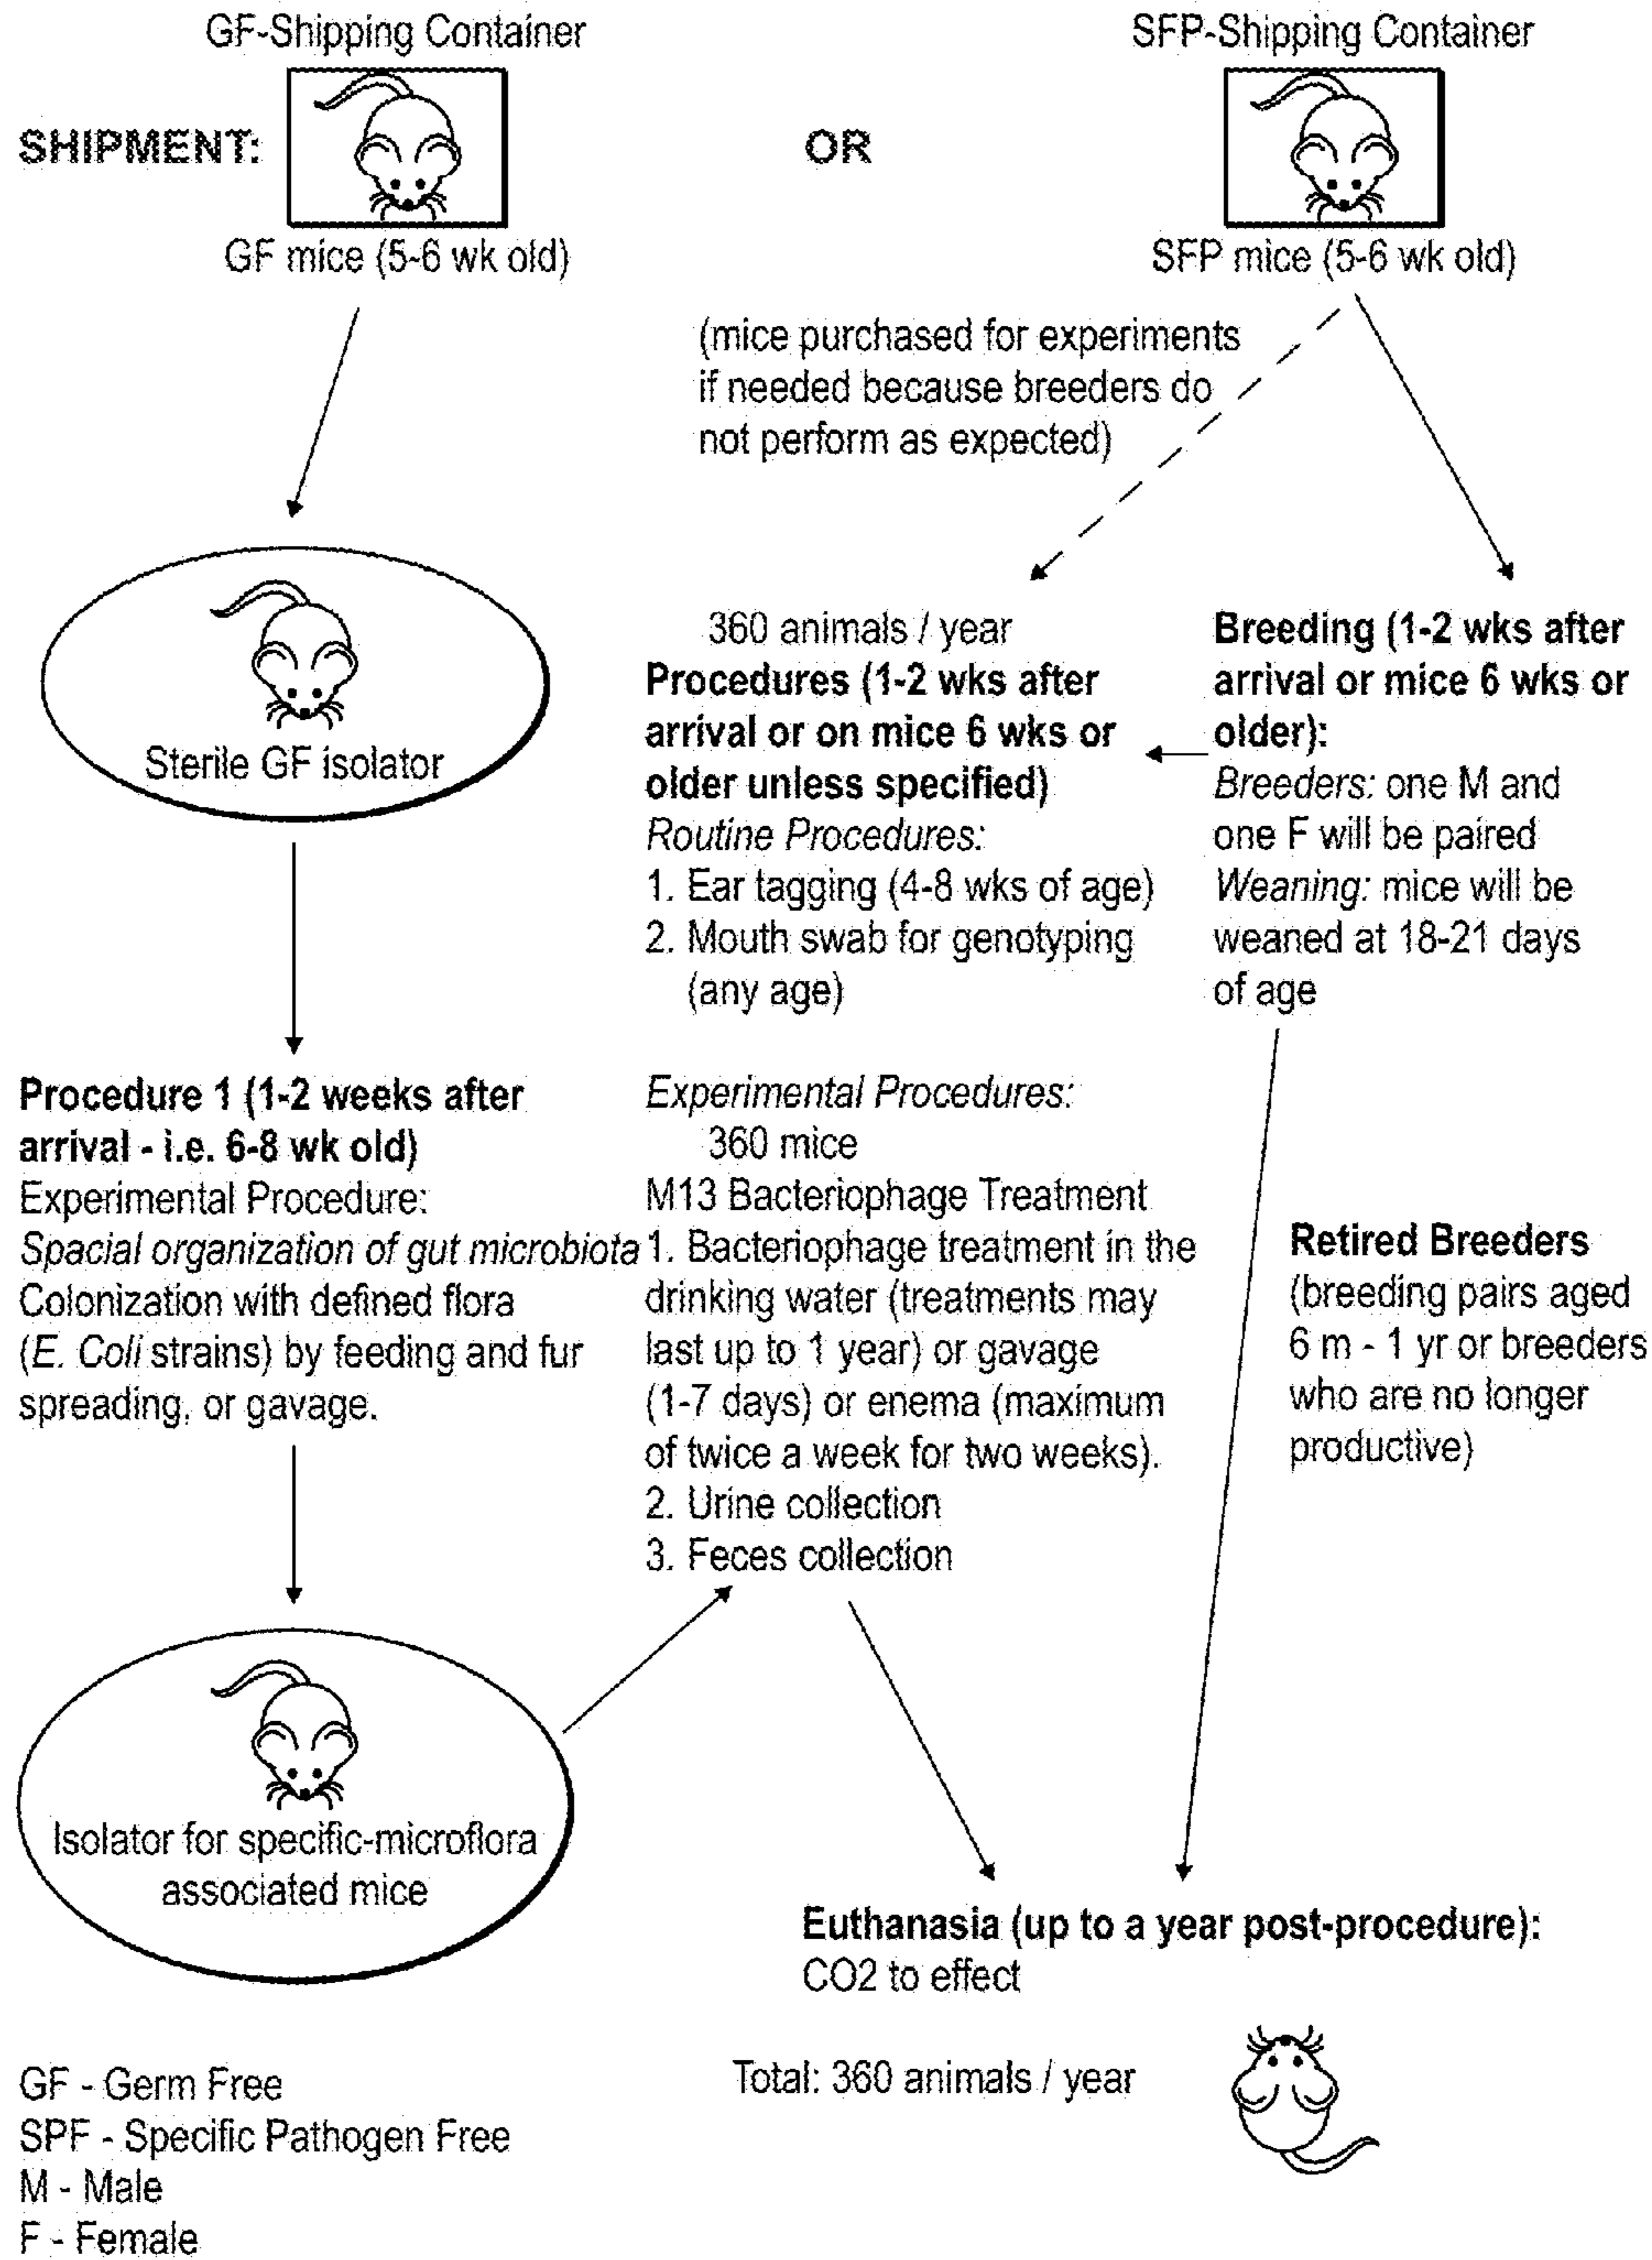 GF-Shipping Container
SFP-Shipping Container
SHIPMENT:
OR
GF mice (5-6 wk old)
SFP mice (5-6 wk old)
(mice purchased for experiments
if needed because breeders do
not perform as expected)
Sterile GF isolator
360 animals / year
Procedures (1-2 wks after
arrival or on mice 6 wks or
older unless specified)
Routine Procedures:
1. Ear tagging (4-8 wks of age)
2. Mouth swab for genotyping
(any age)
Breeding (1-2 wks after
arrival or mice 6 wks or
older):
Breeders: one M and
one F will be paired
Weaning: mice will be
weaned at 18-21 days
of age
Procedure 1 (1-2 weeks after
arrival - i.e. 6-8 wk old)
Experimental Procedure:
Spacial organization of gut microbiota
Colonization with defined flora
(E. Coli strains) by feeding and fur
spreading, or gavage.
Experimental Procedures:
360 mice
M13 Bacteriophage Treatment
1. Bacteriophage treatment in the
drinking water (treatments may
last up to 1 year) or gavage
(1-7 days) or enema (maximum
of twice a week for two weeks).
2. Urine collection
3. Feces collection
Retired Breeders
(breeding pairs aged
6 m - 1 yr or breeders
who are no longer
productive)
Isolator for specific-microflora
associated mice
Euthanasia (up to a year post-procedure):
CO2 to effect
Total: 360 animals / year
GF - Germ Free
SPF - Specific Pathogen Free
M - Male
F - Female